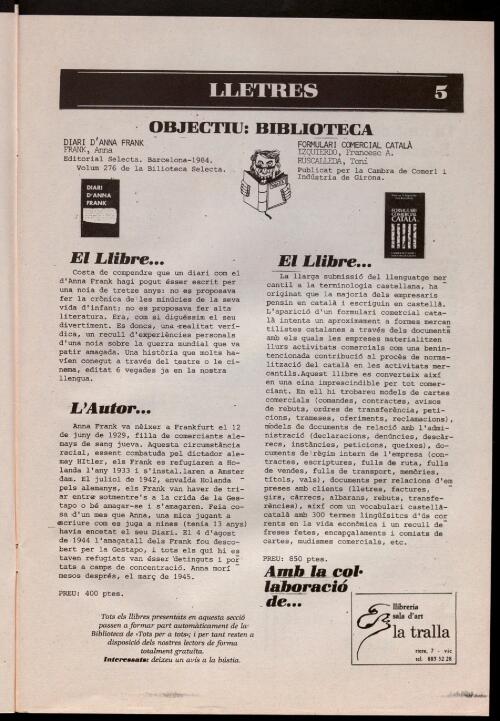 LLETRES 5
OBJECTIU: BIBLIOTECA
DIARI D'ANNA FRANK
FRANK, Anna
Editorial Selecta. Barcelona-1984.
Volum 276 de la Bilioteca Selecta.
DIARI
D'ANNA
FRANK
El Llibre...
Costa de compendre que un diari com el
d'Anna Frank hagi pogut ésser escrit per
una noia de tretze anys: no es proposava
fer la crònica de les minúcies de la seva
vida d'infant; no es proposava fer alta
literatura. Era, com si diguéssim el seu
divertiment. Es doncs, una realitat verí-
dica, un recull d'experiències personals
d'una noia sobre la guerra mundial que va
patir amagada. Una història que molts ha-
vien conegut a través del teatre o le ci-
nema, editat 6 vegades ja en la nostra
llengua.
L'Autor...
Anna Frank va nèixer a Frankfurt el 12
de juny de 1929, filla de comerciants ale-
manys de sang jueva. Aquesta circumstància
racial, essent combatuda pel dictador ale-
may Hitler, els Frank es refugiaren a Ho-
landa l'any 1933 i s'instal.laren a Amster
dam. El juliol de 1942, envaïda Holanda
pels alemanys, els Frank van haver de tri-
ar entre sotmentre's a la crida de la Ges-
tapo o bé amagar-se i s'amagaren. Feia co-
sa d'un mes que Anna, una mica jugant a
escriure com es juga a nines (tenia 13 anys)
havia encetat el seu Diari. El 4 d'agost
de 1944 l'amagatall dels Frank fou desco-
bert per la Gestapo, i tots els qui hi es
taven refugiats van ésser detinguts i por
tats a camps de concentració. Anna morí
mesos després, el març de 1945.
PREU: 400 ptes.
Tots els llibres presentats en aquesta secció
passen a formar part automàticament de la
Biblioteca de «Tots per a tots»; i per tant resten a
disposició dels nostres lectors de forma
totalment gratuïta.
Interessats: deixeu un avís a la bústia.
FORMULARI COMERCIAL CATALÀ
IZQUIERDO, Francesc A.
RUSCALLEDA, Toni
Publicat per la Cambra de Comerl i
Indústria de Girona.
FORMULARI
COMERCIAL
CATALÀ
El Llibre...
La llarga submissió del llenguatge mer
cantil a la terminologia castellana, ha
originat que la majoria dels empresaris
pensin en català i escriguin en castellà.
L'aparició d'un formulari comercial cata-
là intenta un aproximament a formes mercan
tilistes catalanes a través dels documents
amb els quals les empreses materialitzen
llurs activitats comercials com una benin-
tencionada contribució al procès de norma-
lització del català en les activitats mer-
cantils.Aquest llibre es converteix així
en una eina imprescindible per tot comer-
ciant. En ell hi trobareu models de cartes
comercials (comandes, contractes, avisos
de rebuts, ordres de transferència, peti-
cions, trameses, oferiments, reclamacions),
models de documents de relació amb l'admi-
nistració (declaracions, denúncies, descàr-
recs, instàncies, peticions, queixes), do-
cuments de règim intern de l'empresa (con-
tractes, escriptures, fulls de ruta, fulls
de vendes, fulls de transport, memòries,
títols, vals), documents per relacions d'em
preses amb clients (lletres, factures,
girs, càrrecs, albarans, rebuts, transfe-
rències), així com un vocabulari castellà-
català amb 300 termes lingüísitcs d'ús cor
rents en la vida econòmica i un recull de
freses fetes, encapçalaments i comiats de
cartes, mudismes comercials, etc.
PREU: 850 ptes.
Amb la col·
laboració
de...
llibreria
sala d'art
la tralla
riera, 7 - vic
tel. 885 52 28